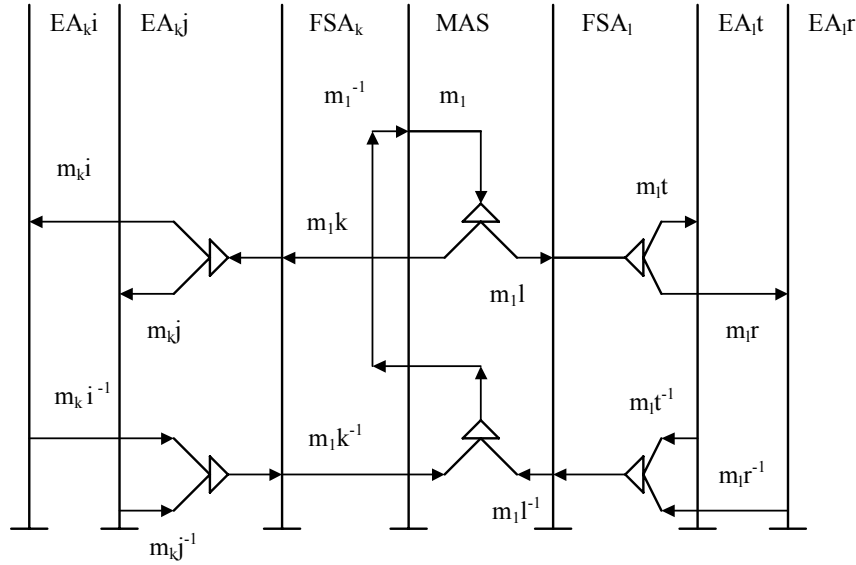 EAₖi EAₖj FSAₖ MAS FSAₗ EAₗt EAₗr
m₁⁻¹ m₁
mₖi mₗt
m₁k
m₁l
mₖj mₗr
mₖ i ⁻¹ mₗt⁻¹
m₁k⁻¹
mₗr⁻¹
m₁l⁻¹
mₖj⁻¹